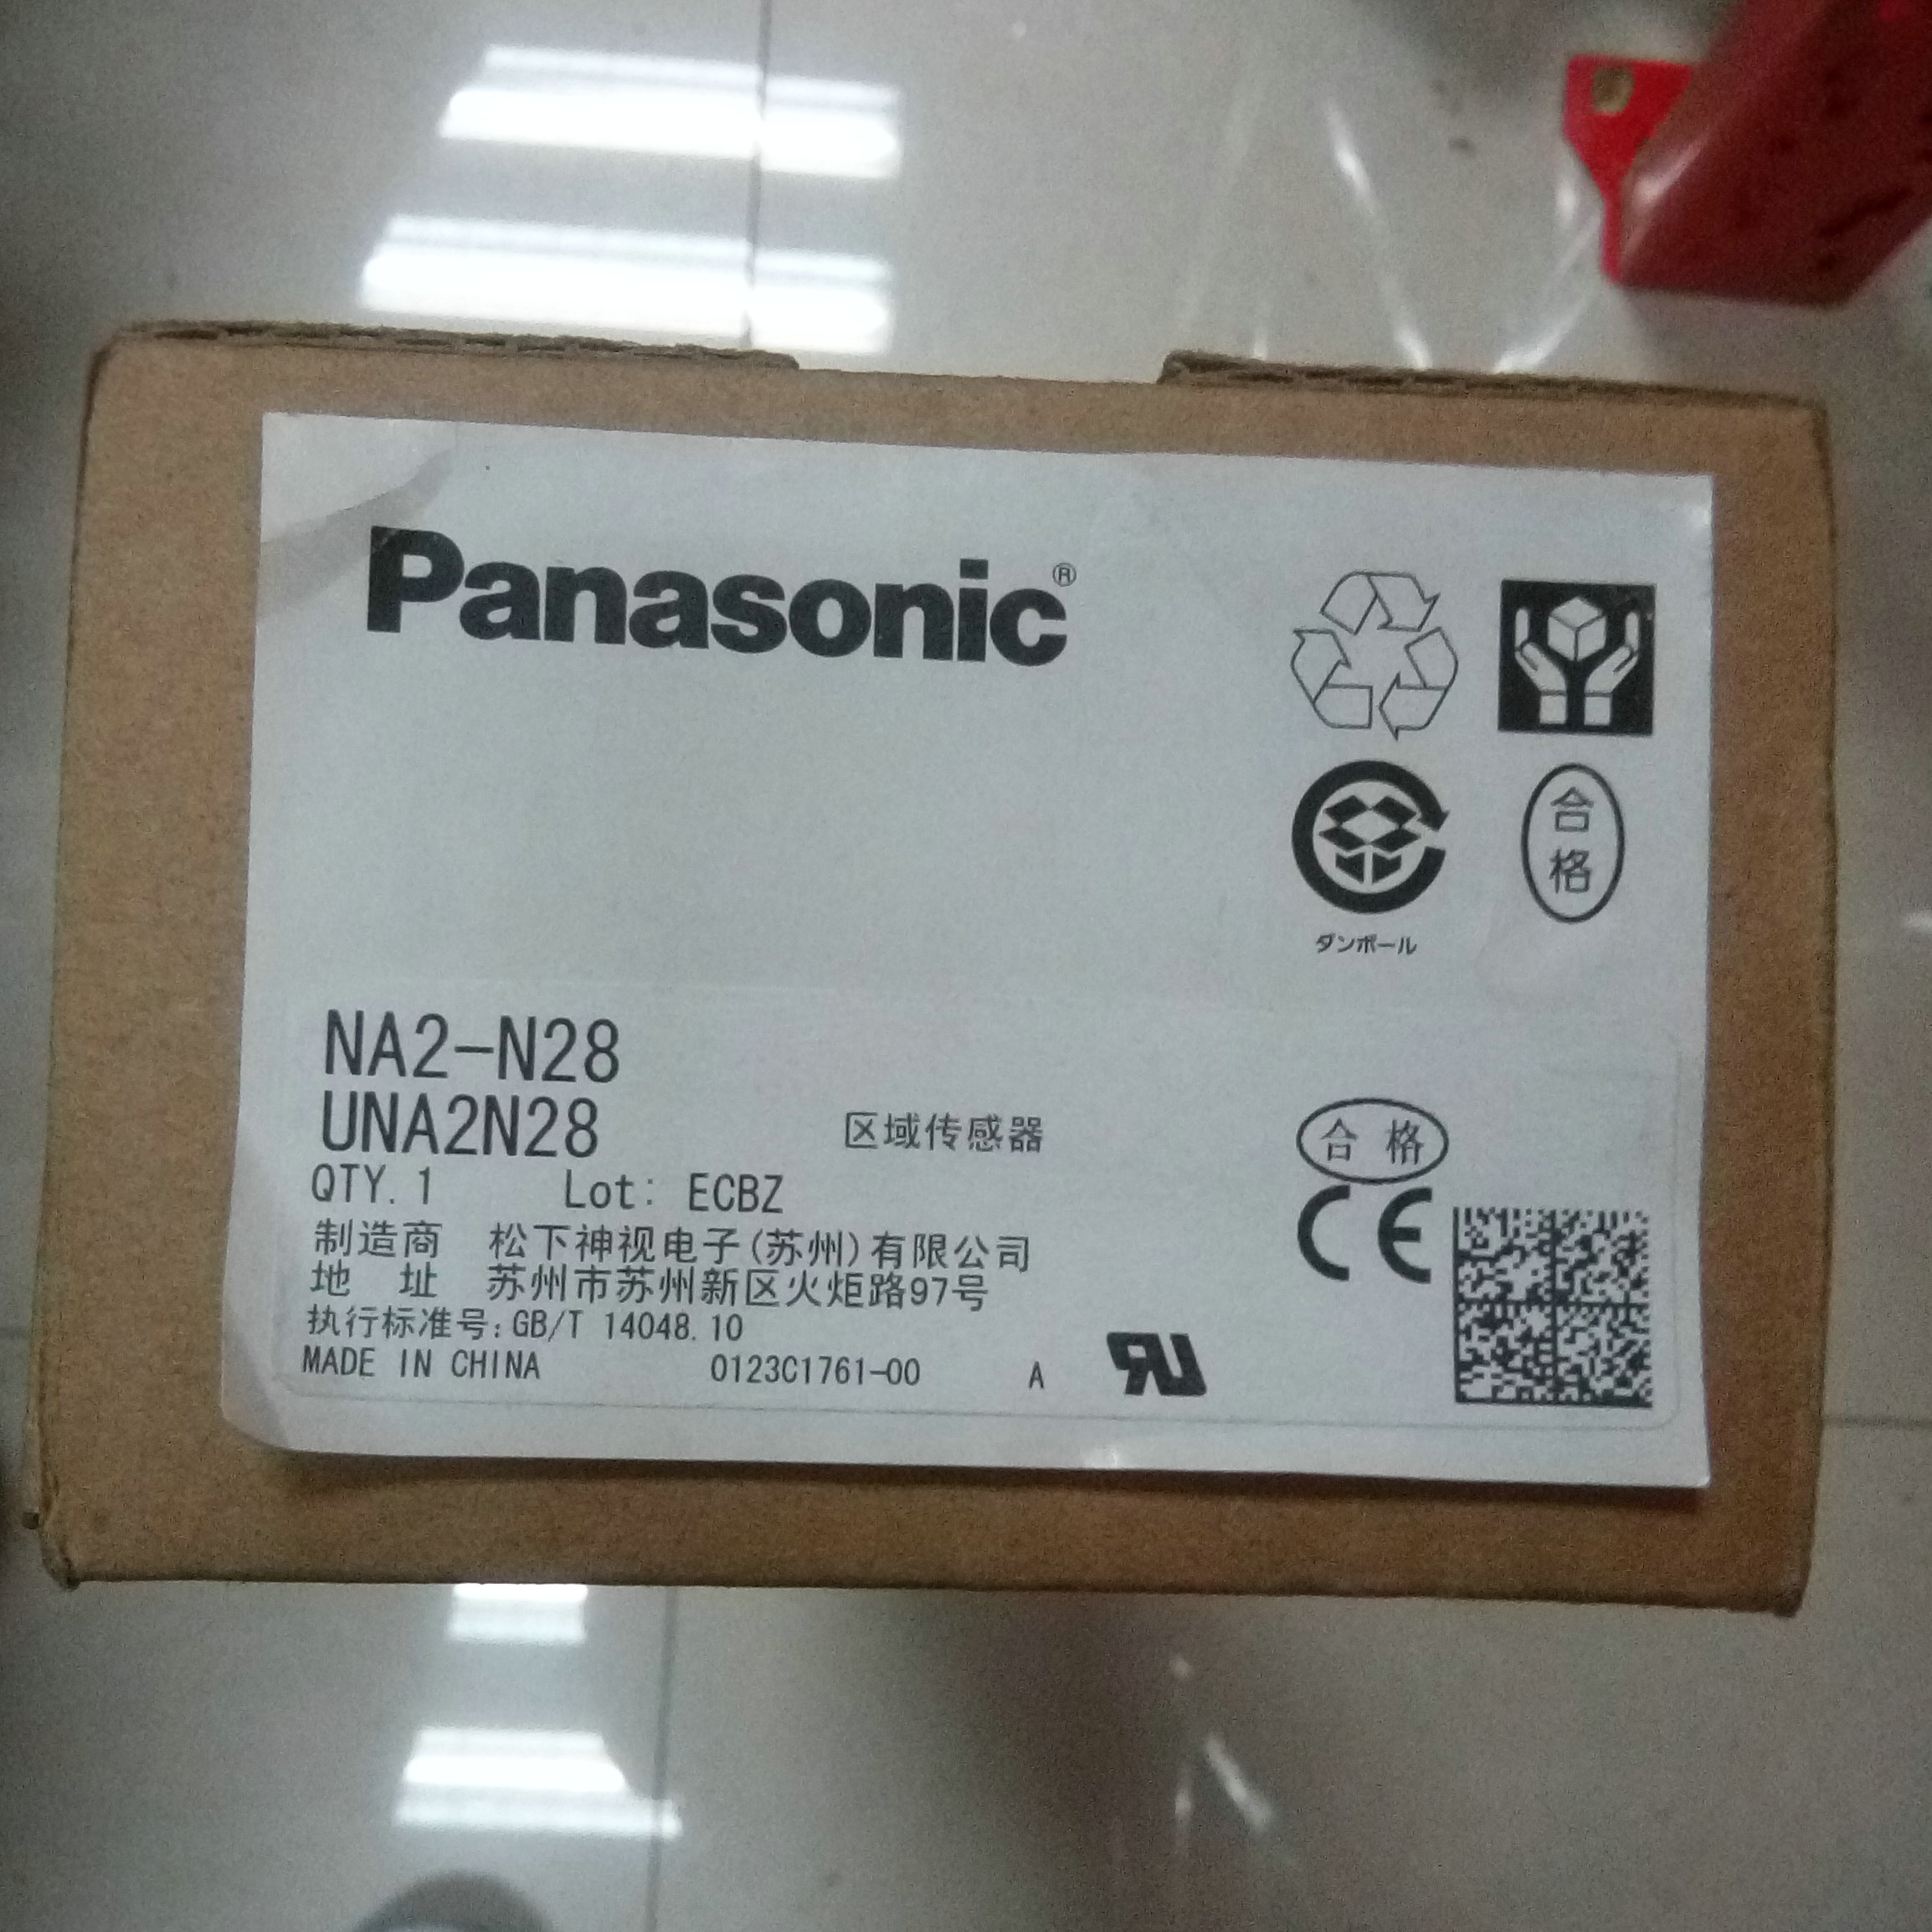 Panasonic®
合格
ダンボール
NA2-N28
UNA2N28 区域传感器
合格
QTY. 1 Lot: ECBZ
CE
制造商 松下神视电子(苏州)有限公司
地 址 苏州市苏州新区火炬路97号
执行标准号: GB/T 14048.10
MADE IN CHINA 0123C1761-00 A RU